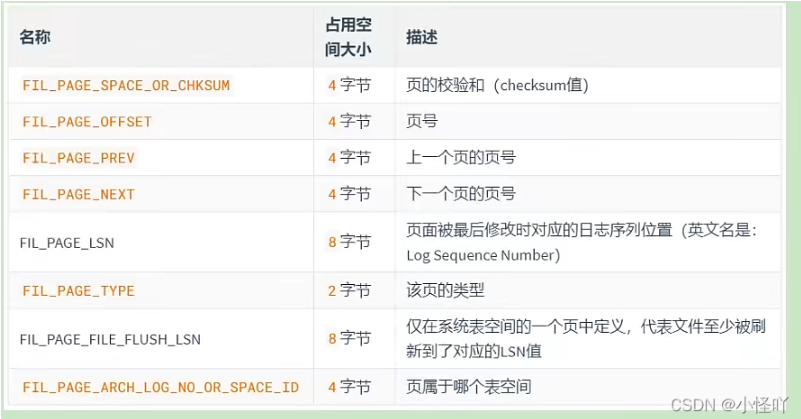 名称 占用空间大小 描述
FIL_PAGE_SPACE_OR_CHKSUM 4 字节 页的校验和（checksum值）
FIL_PAGE_OFFSET 4 字节 页号
FIL_PAGE_PREV 4 字节 上一个页的页号
FIL_PAGE_NEXT 4 字节 下一个页的页号
FIL_PAGE_LSN 8 字节 页面被最后修改时对应的日志序列位置（英文名是：
Log Sequence Number）
FIL_PAGE_TYPE 2 字节 该页的类型
FIL_PAGE_FILE_FLUSH_LSN 8 字节 仅在系统表空间的一个页中定义，代表文件至少被刷
新到了对应的LSN值
FIL_PAGE_ARCH_LOG_NO_OR_SPACE_ID 4 字节 页属于哪个表空间
CSDN @小怪吖